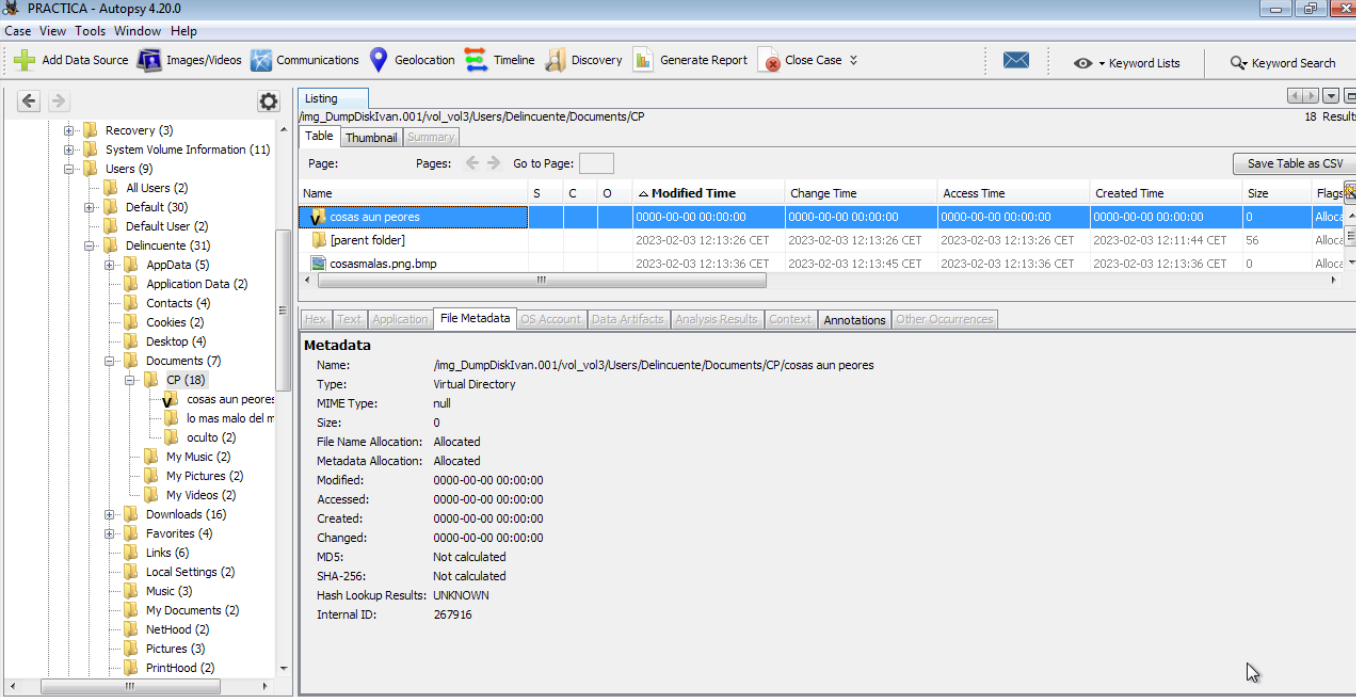 PRACTICA - Autopsy 4.20.0
Case View Tools Window Help
Add Data Source Images/Videos Communications Geolocation Timeline Discovery Generate Report Close Case Keyword Lists Keyword Search
Recovery (3)
System Volume Information (11)
Users (9)
All Users (2)
Default (30)
Default User (2)
Delincuente (31)
AppData (5)
Application Data (2)
Contacts (4)
Cookies (2)
Desktop (4)
Documents (7)
CP (18)
cosas aun peores
lo mas malo del m
oculto (2)
My Music (2)
My Pictures (2)
My Videos (2)
Downloads (16)
Favorites (4)
Links (6)
Local Settings (2)
Music (3)
My Documents (2)
NetHood (2)
Pictures (3)
PrintHood (2)
Listing
/img_DumpDiskIvan.001/vol_vol3/Users/Delincuente/Documents/CP
18 Results
Table Thumbnail Summary
Page: Pages: Go to Page: Save Table as CSV
Name S C O Modified Time Change Time Access Time Created Time Size Flags
cosas aun peores 0000-00-00 00:00:00 0000-00-00 00:00:00 0000-00-00 00:00:00 0000-00-00 00:00:00 0 Alloca
[parent folder] 2023-02-03 12:13:26 CET 2023-02-03 12:13:26 CET 2023-02-03 12:13:26 CET 2023-02-03 12:11:44 CET 56 Alloca
cosasmalas.png.bmp 2023-02-03 12:13:36 CET 2023-02-03 12:13:45 CET 2023-02-03 12:13:36 CET 2023-02-03 12:13:36 CET 0 Alloca
Hex Text Application File Metadata OS Account Data Artifacts Analysis Results Context Annotations Other Occurrences
Metadata
Name: /img_DumpDiskIvan.001/vol_vol3/Users/Delincuente/Documents/CP/cosas aun peores
Type: Virtual Directory
MIME Type: null
Size: 0
File Name Allocation: Allocated
Metadata Allocation: Allocated
Modified: 0000-00-00 00:00:00
Accessed: 0000-00-00 00:00:00
Created: 0000-00-00 00:00:00
Changed: 0000-00-00 00:00:00
MD5: Not calculated
SHA-256: Not calculated
Hash Lookup Results: UNKNOWN
Internal ID: 267916